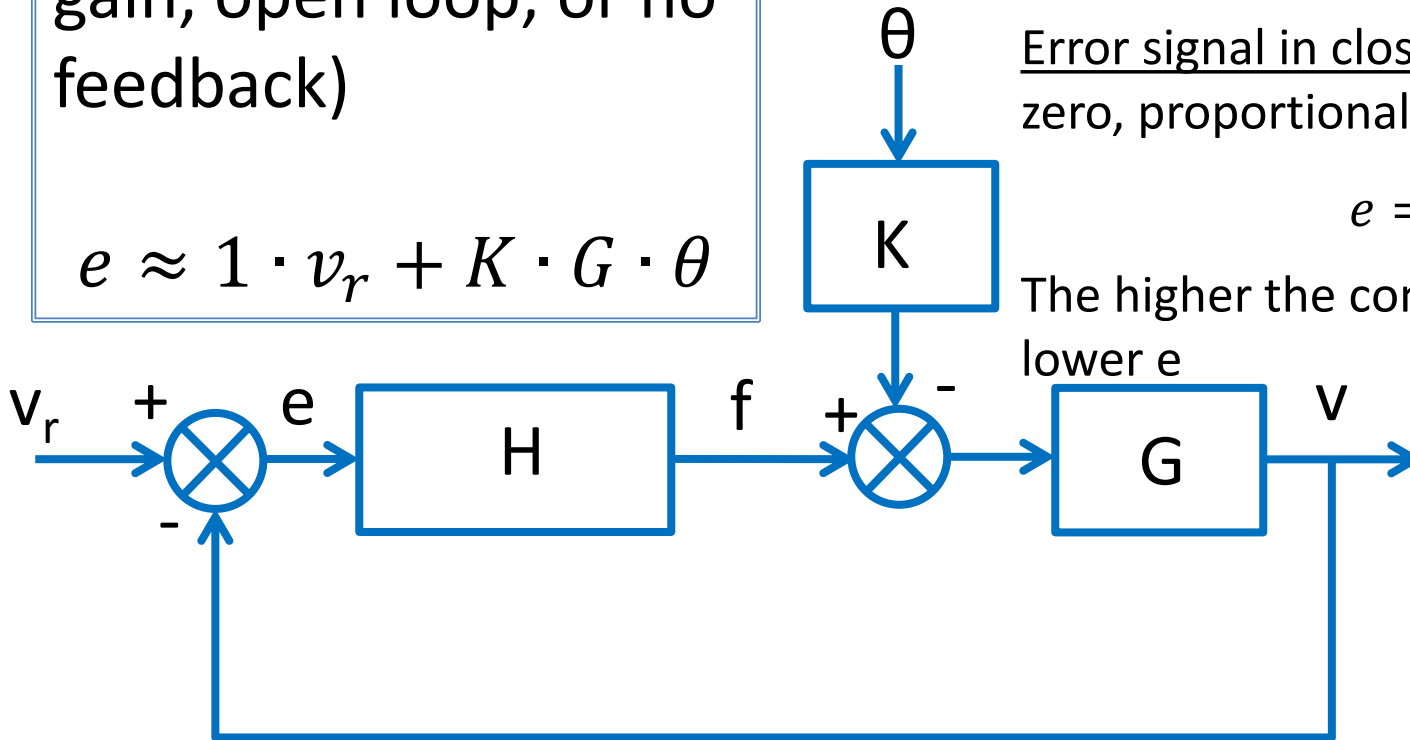 gain, open loop, or no
feedback)
e ≈ 1 · v_r + K · G · θ
θ
Error signal in clos
zero, proportional
e =
K
The higher the cor
lower e
v_r
+
-
e
H
f
+
-
G
v